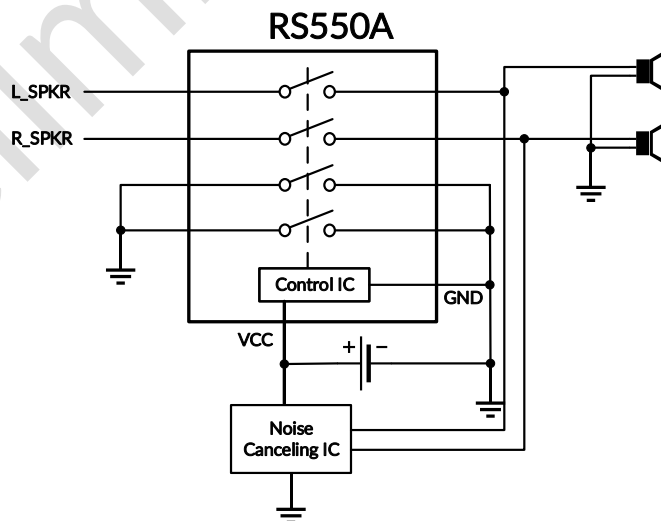 RS550A
L_SPKR
R_SPKR
Control IC
GND
VCC
+ −
Noise
Canceling IC